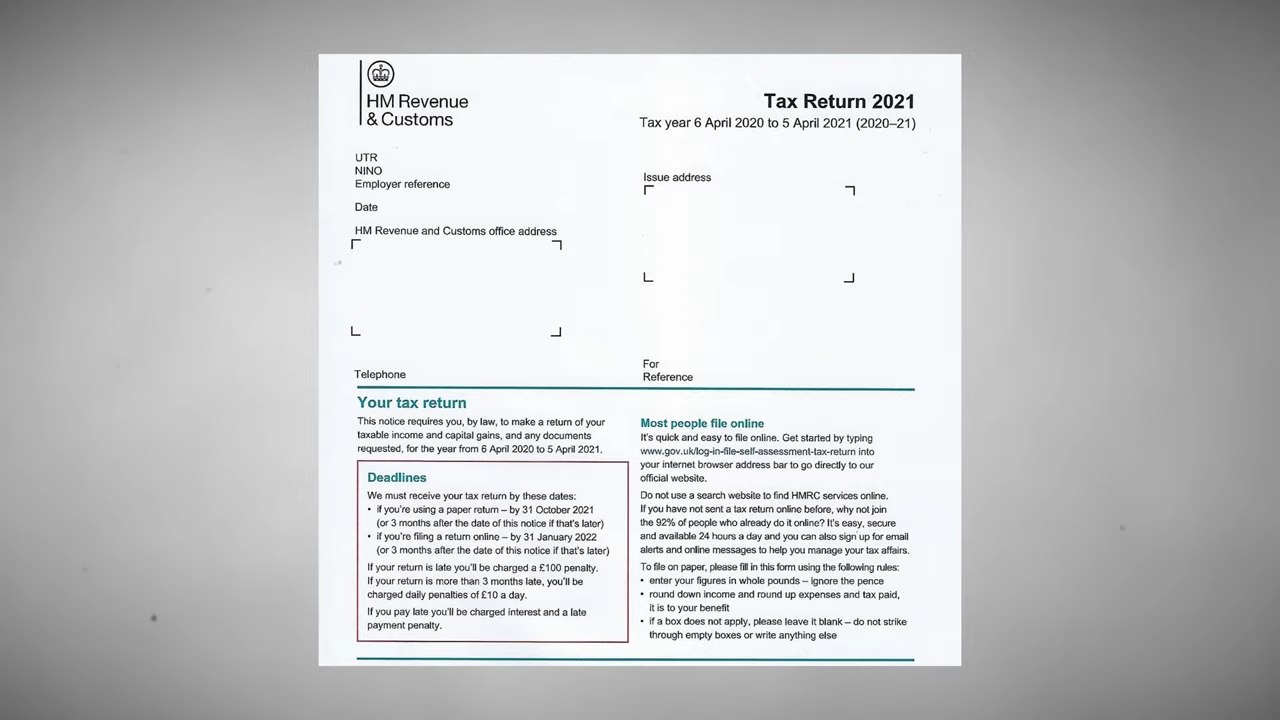 HM Revenue
& Customs
Tax Return 2021
Tax year 6 April 2020 to 5 April 2021 (2020–21)
UTR
NINO
Employer reference
Date
HM Revenue and Customs office address
Issue address
Telephone
For
Reference
Your tax return
This notice requires you, by law, to make a return of your
taxable income and capital gains, and any documents
requested, for the year from 6 April 2020 to 5 April 2021.
Deadlines
We must receive your tax return by these dates:
• if you're using a paper return – by 31 October 2021
(or 3 months after the date of this notice if that's later)
• if you're filing a return online – by 31 January 2022
(or 3 months after the date of this notice if that's later)
If your return is late you'll be charged a £100 penalty.
If your return is more than 3 months late, you'll be
charged daily penalties of £10 a day.
If you pay late you'll be charged interest and a late
payment penalty.
Most people file online
It's quick and easy to file online. Get started by typing
www.gov.uk/log-in-file-self-assessment-tax-return into
your internet browser address bar to go directly to our
official website.
Do not use a search website to find HMRC services online.
If you have not sent a tax return online before, why not join
the 92% of people who already do it online? It's easy, secure
and available 24 hours a day and you can also sign up for email
alerts and online messages to help you manage your tax affairs.
To file on paper, please fill in this form using the following rules:
• enter your figures in whole pounds – ignore the pence
• round down income and round up expenses and tax paid,
it is to your benefit
• if a box does not apply, please leave it blank – do not strike
through empty boxes or write anything else